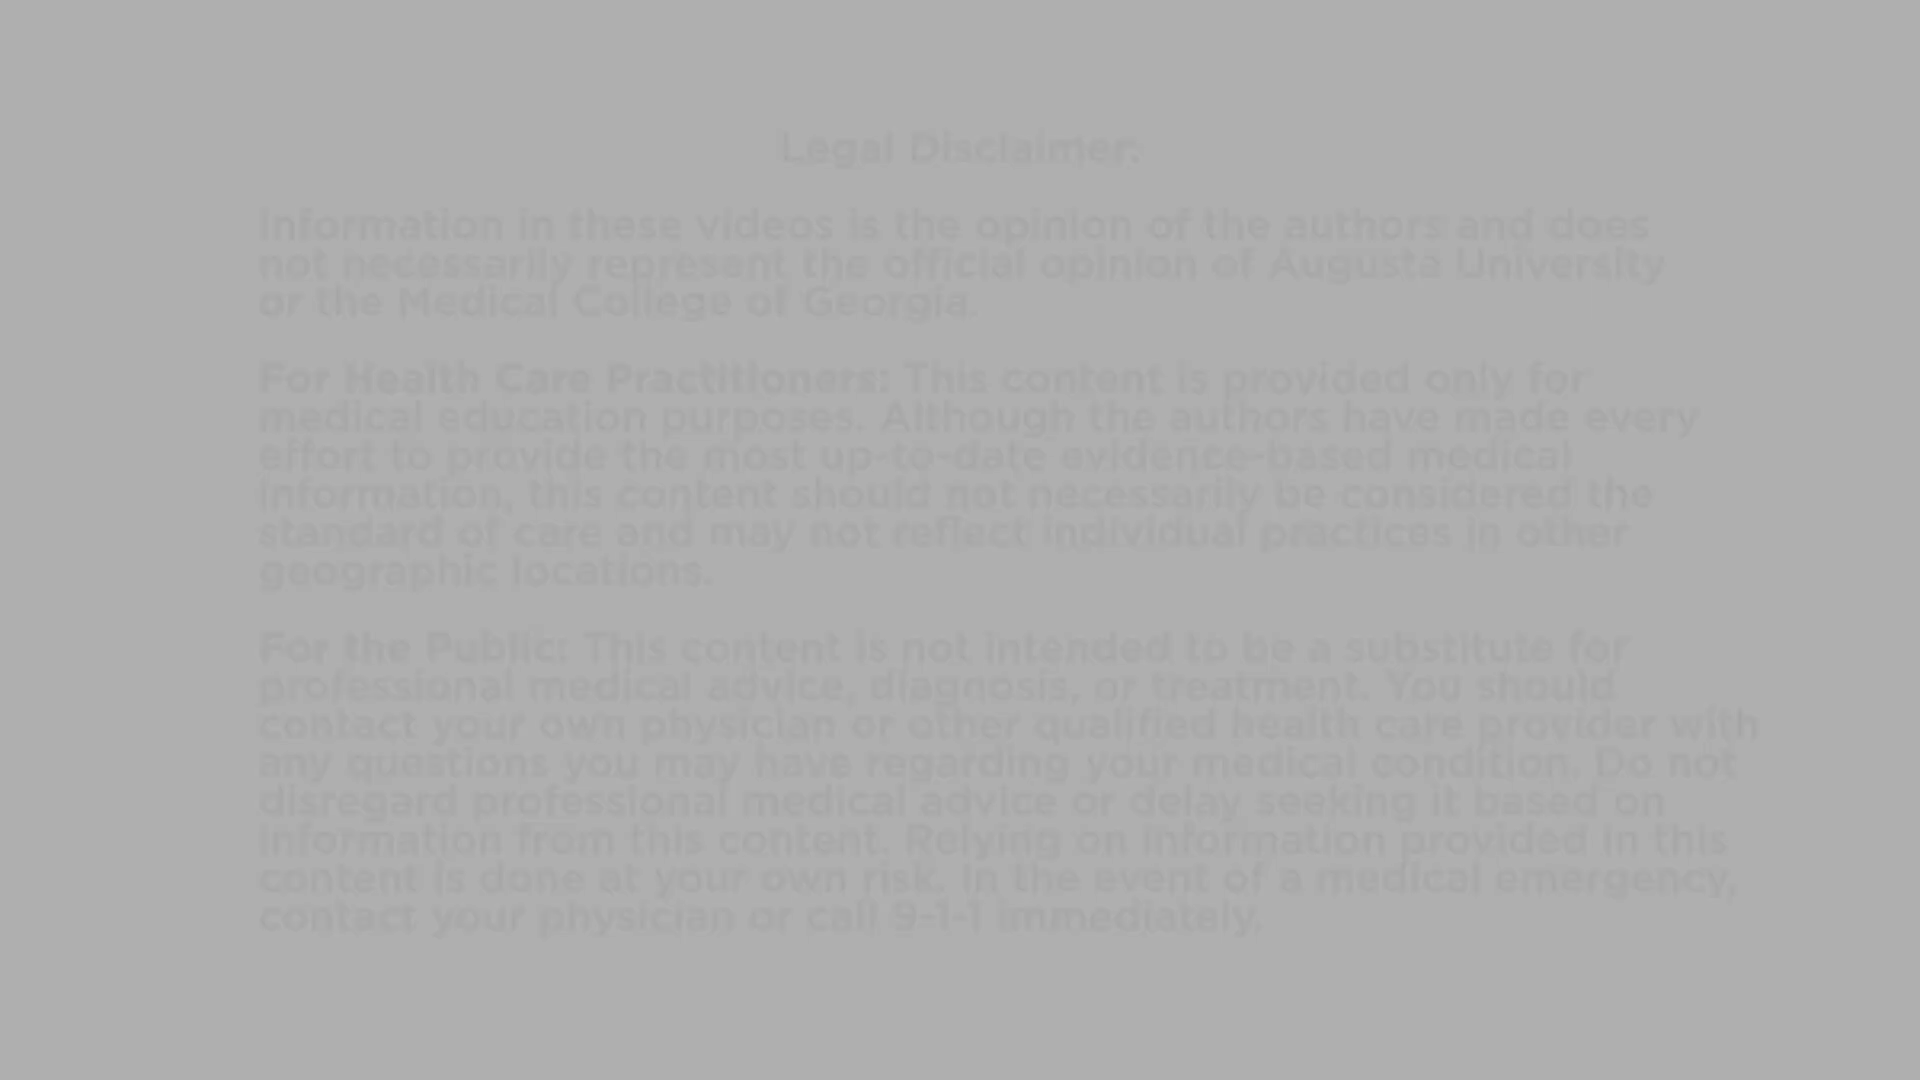 Legal Disclaimer:
Information in these videos is the opinion of the authors and does
not necessarily represent the official opinion of Augusta University
or the Medical College of Georgia.
For Health Care Practitioners: This content is provided only for
medical education purposes. Although the authors have made every
effort to provide the most up-to-date evidence-based medical
information, this content should not necessarily be considered the
standard of care and may not reflect individual practices in other
geographic locations.
For the Public: This content is not intended to be a substitute for
professional medical advice, diagnosis, or treatment. You should
contact your own physician or other qualified health care provider with
any questions you may have regarding your medical condition. Do not
disregard professional medical advice or delay seeking it based on
information from this content. Relying on information provided in this
content is done at your own risk. In the event of a medical emergency,
contact your physician or call 9-1-1 immediately.